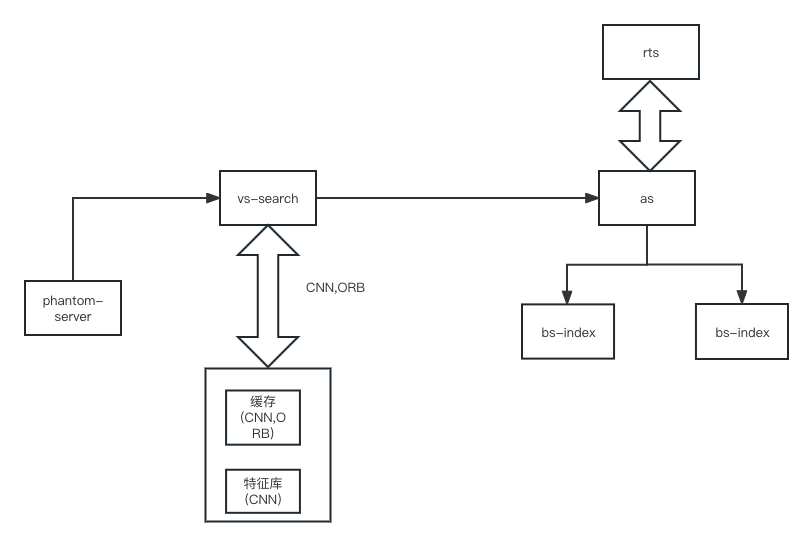 rts
vs-search
as
phantom-
server
CNN,ORB
bs-index
bs-index
缓存
(CNN,O
RB)
特征库
(CNN)